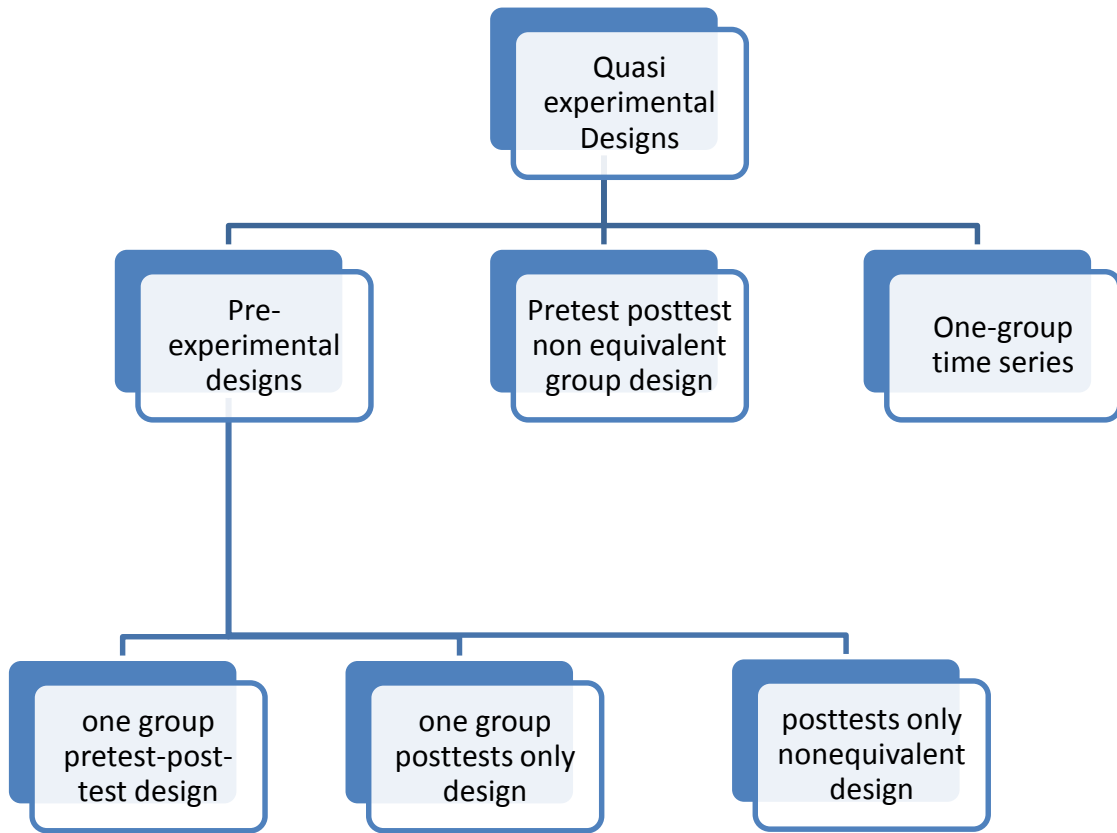 Quasi
experimental
Designs
Pre-
experimental
designs
Pretest posttest
non equivalent
group design
One-group
time series
one group
pretest-post-
test design
one group
posttests only
design
posttests only
nonequivalent
design